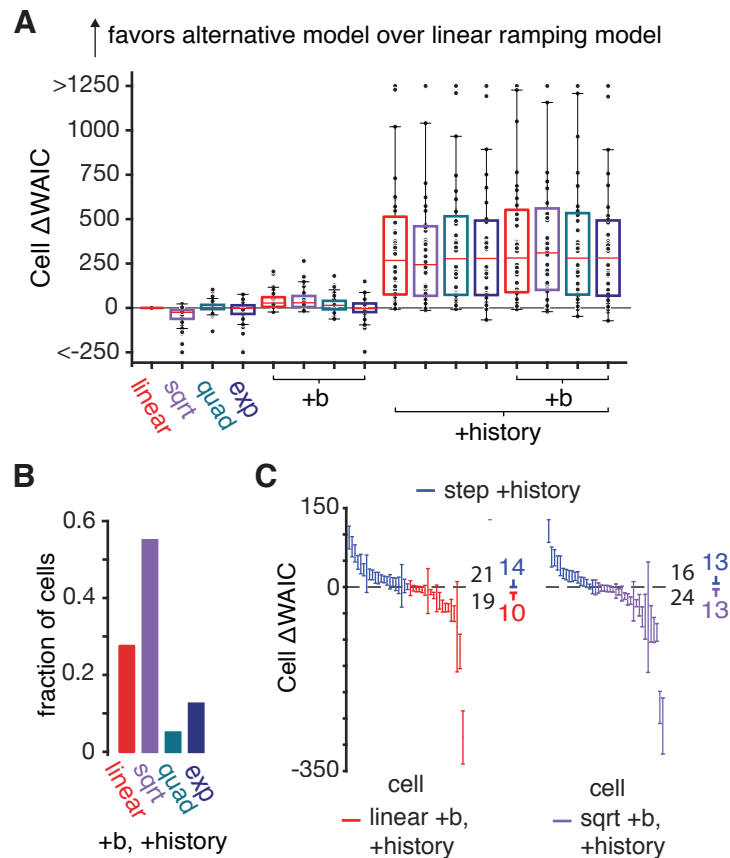 A
↑ favors alternative model over linear ramping model
Cell ΔWAIC
>1250
1000
750
500
250
0
<-250
linear
sqrt
quad
exp
+b
+b
+history
B
fraction of cells
0.6
0.4
0.2
0
linear
sqrt
quad
exp
+b, +history
C
step +history
Cell ΔWAIC
150
0
-350
21 14
19 10
16 13
24 13
cell
cell
linear +b,
+history
sqrt +b,
+history